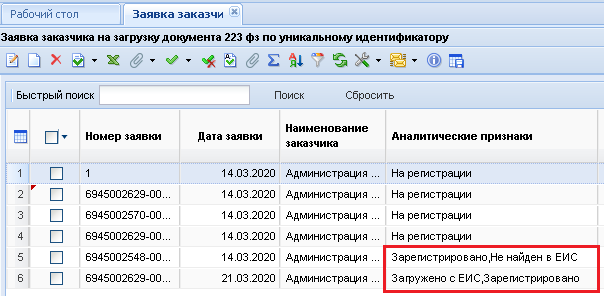 Рабочий стол
Заявка заказчи
Заявка заказчика на загрузку документа 223 фз по уникальному идентификатору
Быстрый поиск Поиск Сбросить
Номер заявки Дата заявки Наименование заказчика Аналитические признаки
1 1 14.03.2020 Администрация ... На регистрации
2 6945002629-00... 14.03.2020 Администрация ... На регистрации
3 6945002570-00... 14.03.2020 Администрация ... На регистрации
4 6945002629-00... 14.03.2020 Администрация ... На регистрации
5 6945002548-00... 14.03.2020 Администрация ... Зарегистрировано,Не найден в ЕИС
6 6945002629-00... 21.03.2020 Администрация ... Загружено с ЕИС,Зарегистрировано